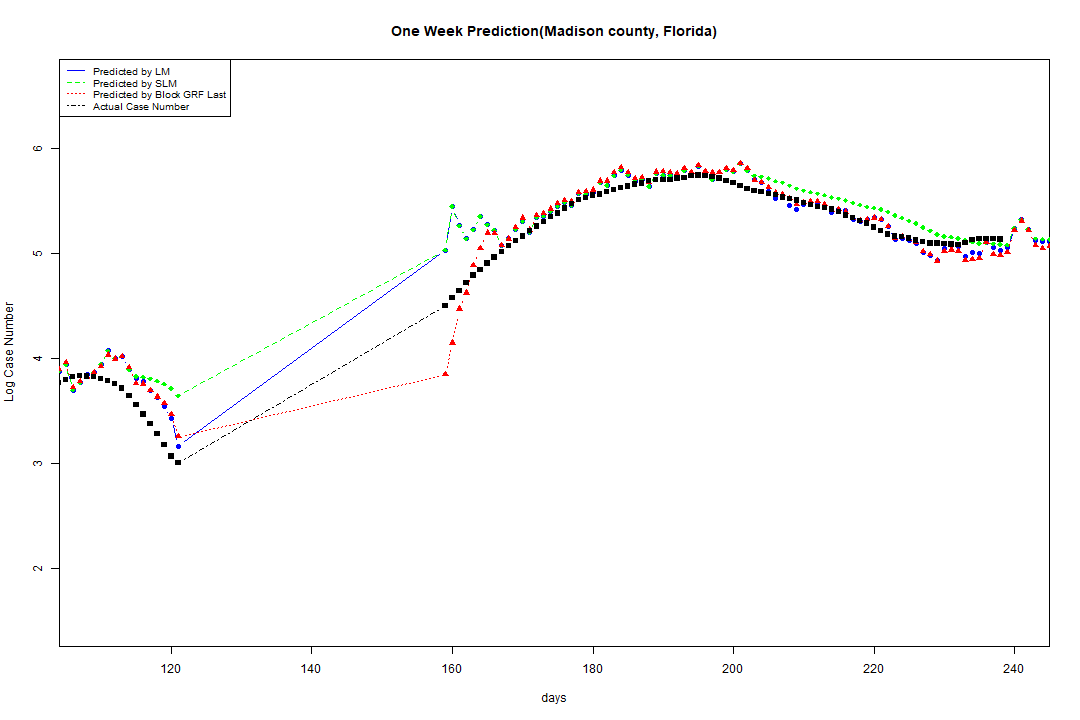 One Week Prediction(Madison county, Florida)
Predicted by LM
Predicted by SLM
Predicted by Block GRF Last
Actual Case Number
6
5
4
3
2
Log Case Number
120 140 160 180 200 220 240
days